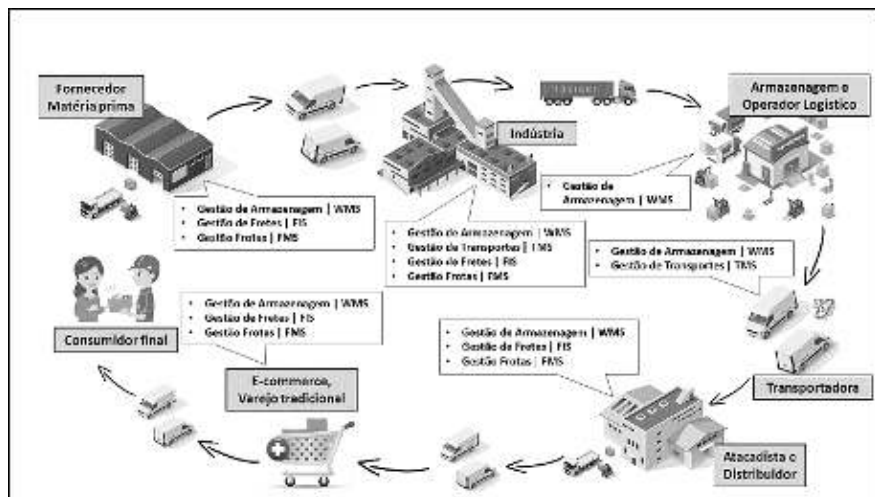 Fornecedor
Matéria prima
Indústria
Armazenagem e
Operador Logístico
• Gestão de Armazenagem | WMS
• Gestão de Fretes | FIS
• Gestão Frotas | FMS
• Gestão de Armazenagem | WMS
• Gestão de Transportes | TMS
• Gestão de Fretes | FIS
• Gestão Frotas | FMS
• Gestão de
Armazenagem | WMS
• Gestão de Armazenagem | WMS
• Gestão de Transportes | TMS
Consumidor final
• Gestão de Armazenagem | WMS
• Gestão de Fretes | FIS
• Gestão Frotas | FMS
• Gestão de Armazenagem | WMS
• Gestão de Fretes | FIS
• Gestão Frotas | FMS
E-commerce,
Varejo tradicional
Transportadora
Atacadista e
Distribuidor